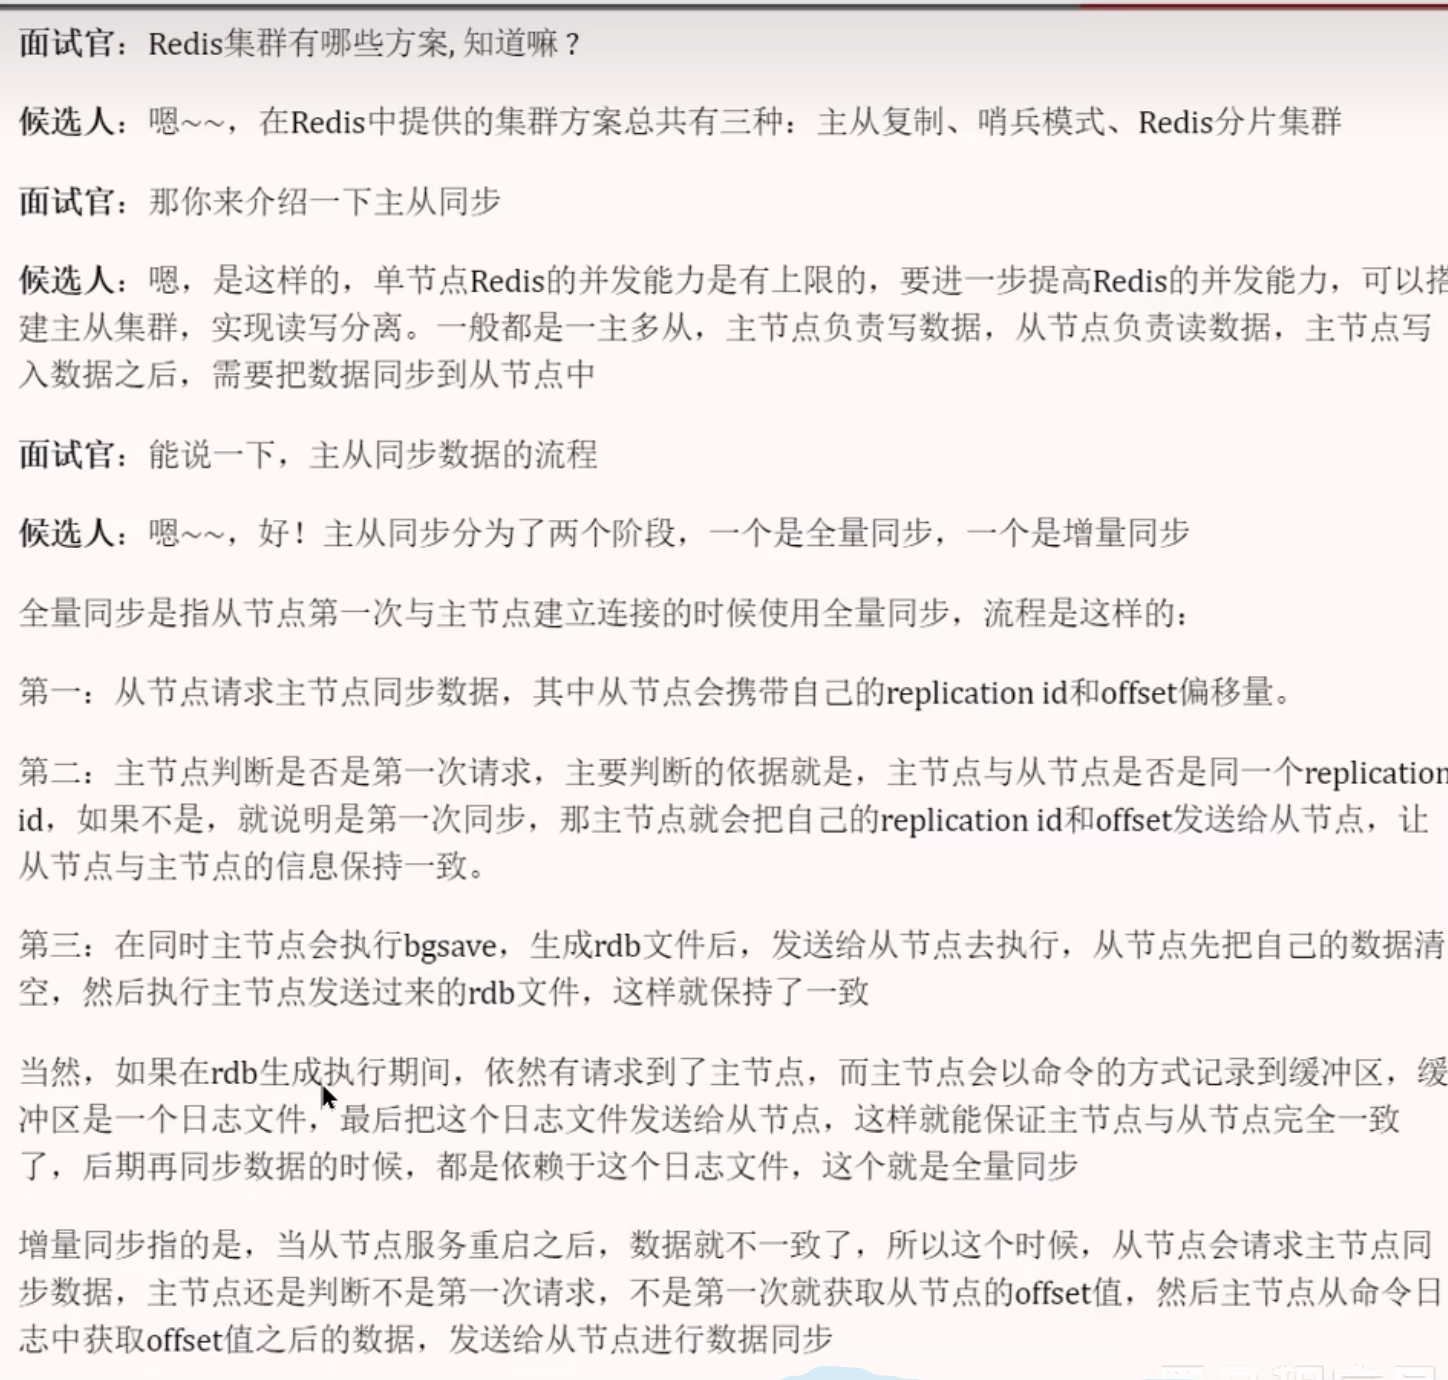 面试官：Redis集群有哪些方案, 知道嘛？
候选人：嗯~~，在Redis中提供的集群方案总共有三种：主从复制、哨兵模式、Redis分片集群
面试官：那你来介绍一下主从同步
候选人：嗯，是这样的，单节点Redis的并发能力是有上限的，要进一步提高Redis的并发能力，可以搭
建主从集群，实现读写分离。一般都是一主多从，主节点负责写数据，从节点负责读数据，主节点写
入数据之后，需要把数据同步到从节点中
面试官：能说一下，主从同步数据的流程
候选人：嗯~~，好！主从同步分为了两个阶段，一个是全量同步，一个是增量同步
全量同步是指从节点第一次与主节点建立连接的时候使用全量同步，流程是这样的：
第一：从节点请求主节点同步数据，其中从节点会携带自己的replication id和offset偏移量。
第二：主节点判断是否是第一次请求，主要判断的依据就是，主节点与从节点是否是同一个replication
id，如果不是，就说明是第一次同步，那主节点就会把自己的replication id和offset发送给从节点，让
从节点与主节点的信息保持一致。
第三：在同时主节点会执行bgsave，生成rdb文件后，发送给从节点去执行，从节点先把自己的数据清
空，然后执行主节点发送过来的rdb文件，这样就保持了一致
当然，如果在rdb生成执行期间，依然有请求到了主节点，而主节点会以命令的方式记录到缓冲区，缓
冲区是一个日志文件，最后把这个日志文件发送给从节点，这样就能保证主节点与从节点完全一致
了，后期再同步数据的时候，都是依赖于这个日志文件，这个就是全量同步
增量同步指的是，当从节点服务重启之后，数据就不一致了，所以这个时候，从节点会请求主节点同
步数据，主节点还是判断不是第一次请求，不是第一次就获取从节点的offset值，然后主节点从命令日
志中获取offset值之后的数据，发送给从节点进行数据同步